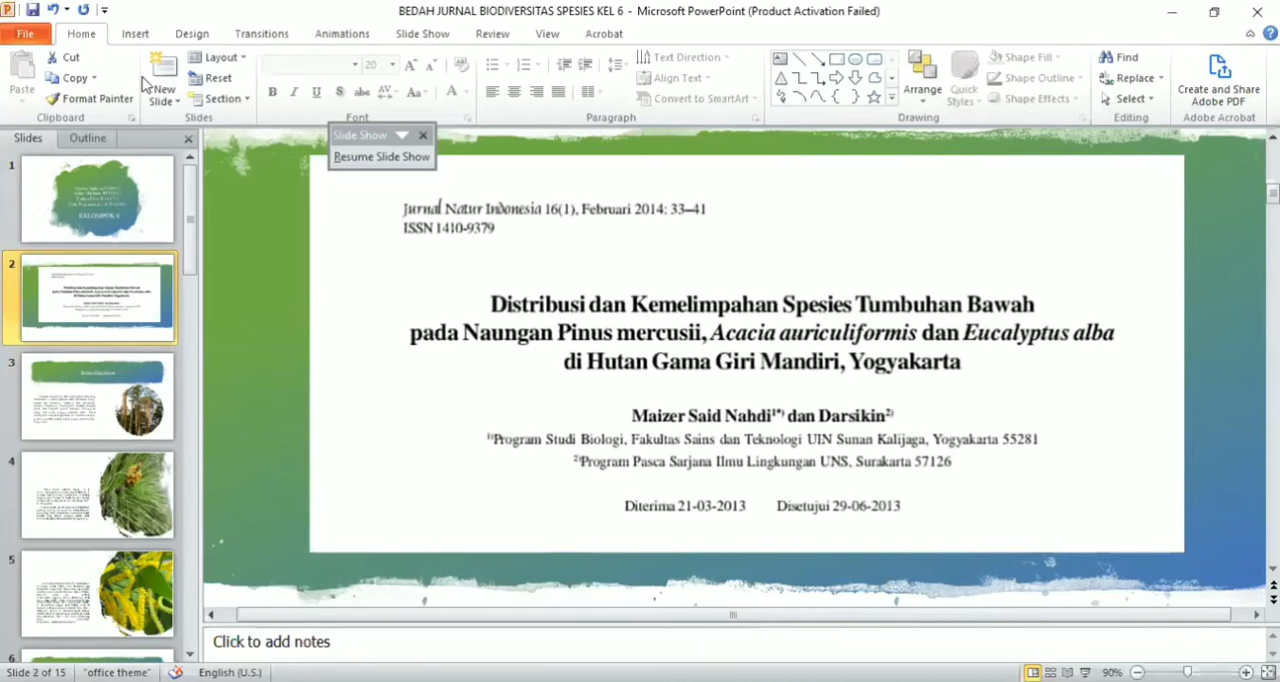 BEDAH JURNAL BIODIVERSITAS SPESIES KEL 6 - Microsoft PowerPoint (Product Activation Failed)
File Home Insert Design Transitions Animations Slide Show Review View Acrobat
Paste
Cut
Copy
Format Painter
Clipboard
New
Slide
Layout
Reset
Section
Slides
20
Font
Text Direction
Align Text
Convert to SmartArt
Paragraph
Arrange
Quick
Styles
Shape Fill
Shape Outline
Shape Effects
Drawing
Find
Replace
Select
Editing
Create and Share
Adobe PDF
Adobe Acrobat
Slides Outline
Slide Show
Resume Slide Show
1
KELOMPOK 6
2
3
Introduction
4
5
6
Jurnal Natur Indonesia 16(1), Februari 2014: 33–41
ISSN 1410-9379
Distribusi dan Kemelimpahan Spesies Tumbuhan Bawah
pada Naungan Pinus mercusii, Acacia auriculiformis dan Eucalyptus alba
di Hutan Gama Giri Mandiri, Yogyakarta
Maizer Said Nahdi1*) dan Darsikin2)
1)Program Studi Biologi, Fakultas Sains dan Teknologi UIN Sunan Kalijaga, Yogyakarta 55281
2)Program Pasca Sarjana Ilmu Lingkungan UNS, Surakarta 57126
Diterima 21-03-2013 Disetujui 29-06-2013
Click to add notes
Slide 2 of 15 "office theme" English (U.S.) 90%